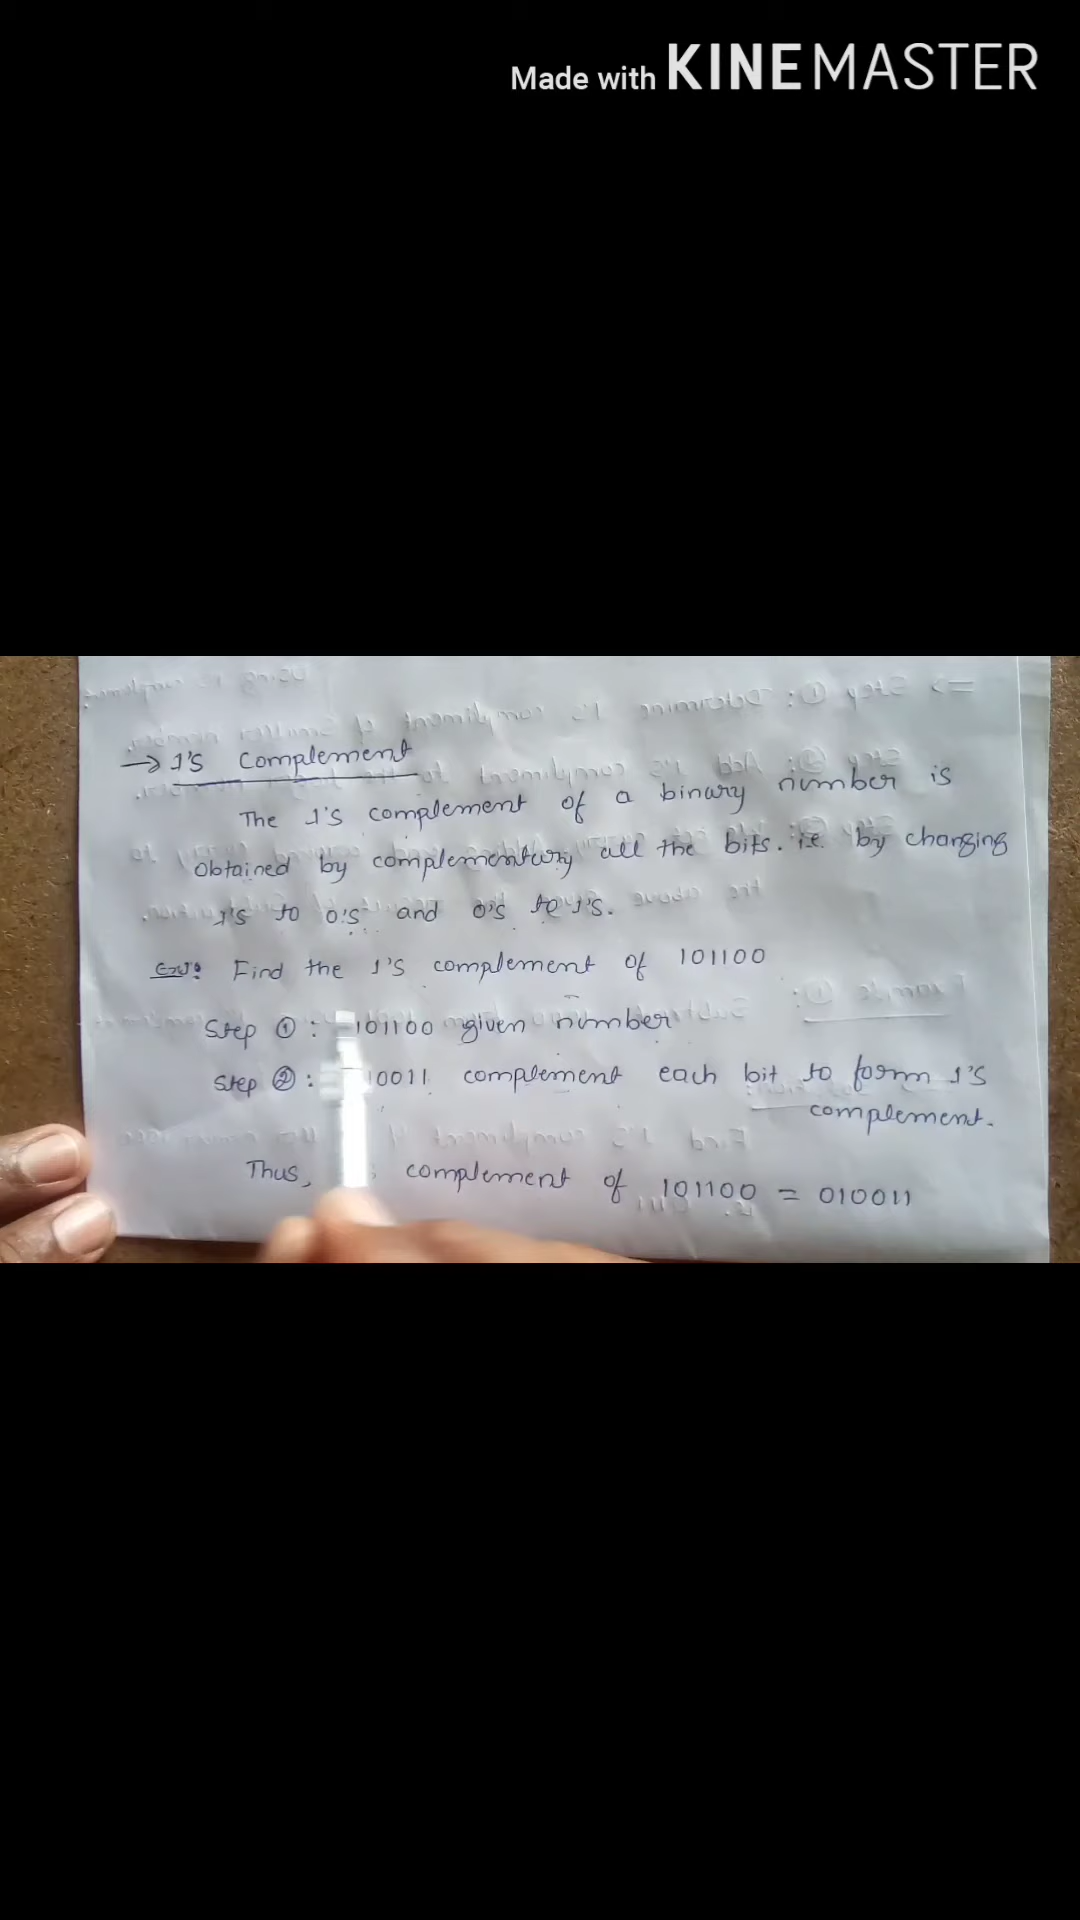 Made with KINEMASTER
→ 1's Complement
The 1's complement of a binary number is
obtained by complementary all the bits. i.e. by changing
1's to 0's and 0's to 1's.
Ex: Find the 1's complement of 101100
Step ①: 101100 given number
Step ②: 10011 complement each bit to form 1's
complement.
Thus, complement of 101100 = 010011